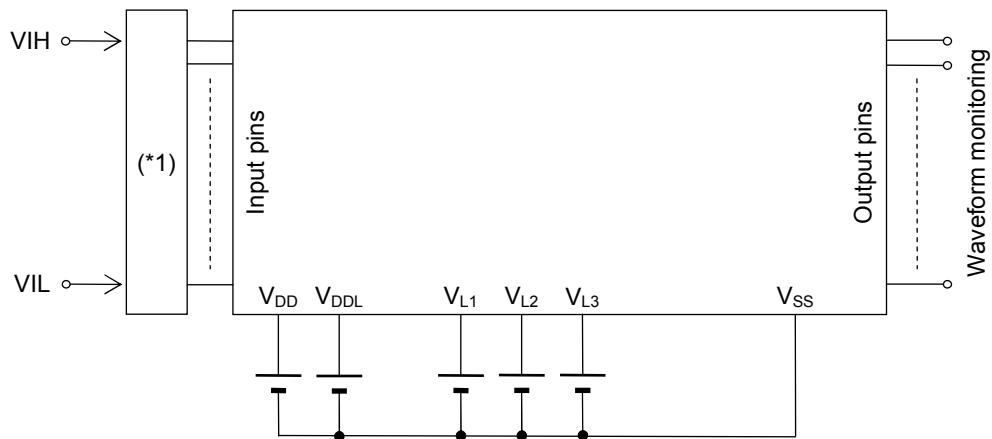 VIH
(*1)
VIL
Input pins
Output pins
Waveform monitoring
VDD
VDDL
VL1
VL2
VL3
VSS